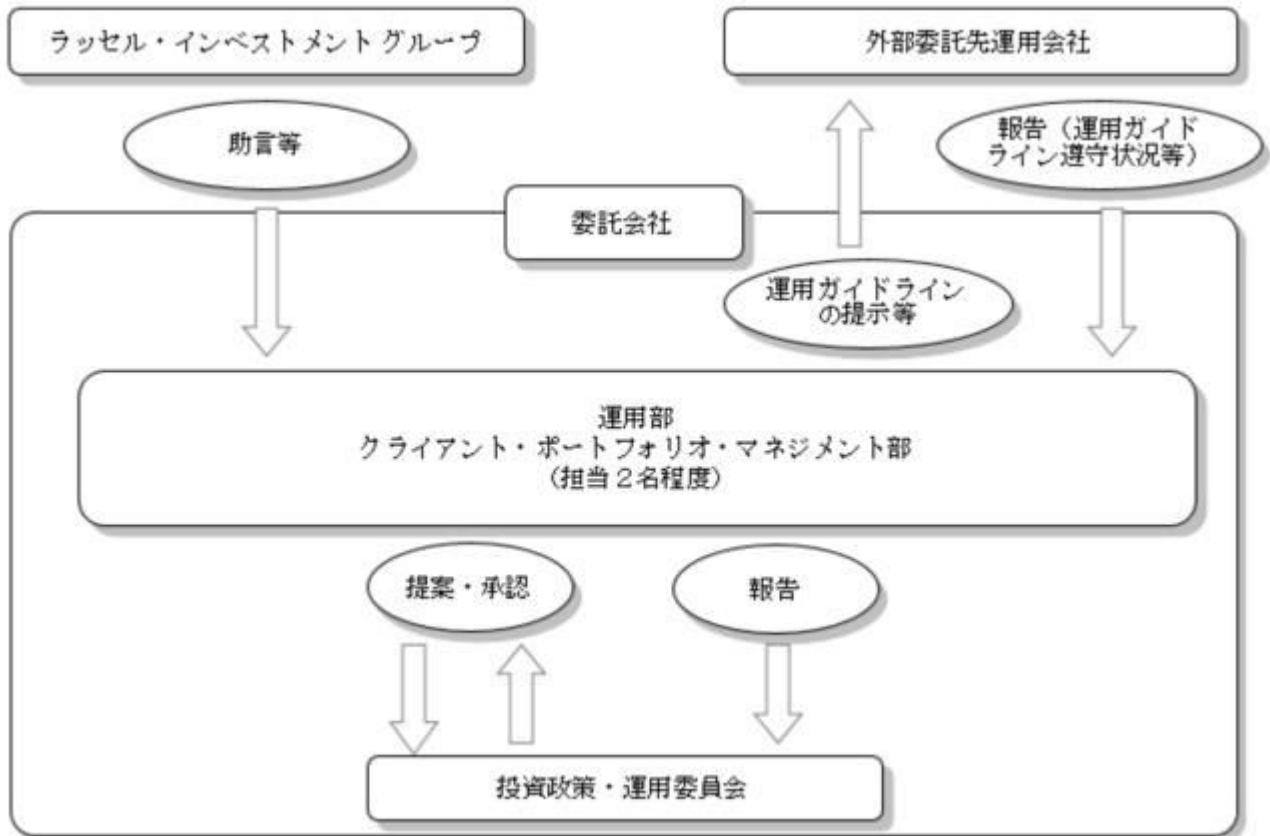 ラッセル・インベストメント グループ
外部委託先運用会社
助言等
報告（運用ガイド
ライン遵守状況等）
委託会社
運用ガイドライン
の提示等
運用部
クライアント・ポートフォリオ・マネジメント部
（担当２名程度）
提案・承認
報告
投資政策・運用委員会